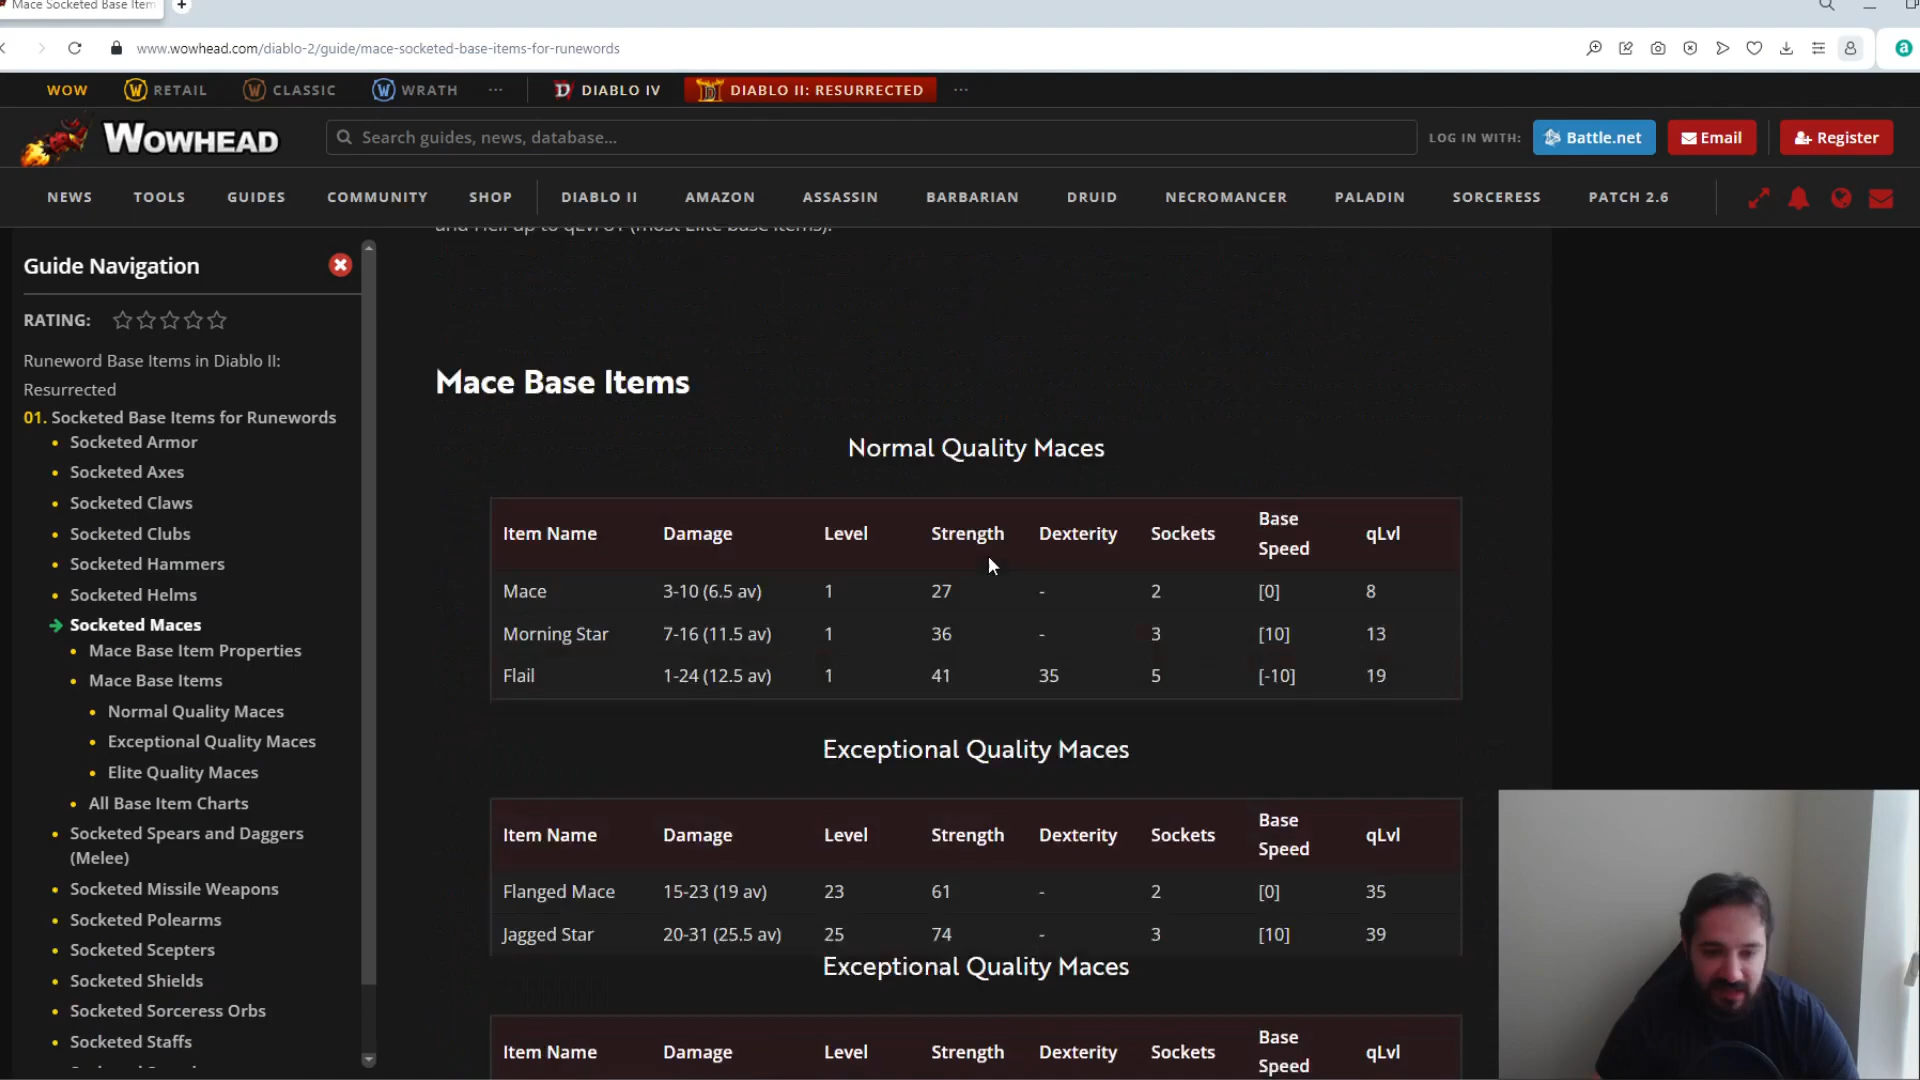 Mace Socketed Base Item
+
www.wowhead.com/diablo-2/guide/mace-socketed-base-items-for-runewords
WOW RETAIL CLASSIC WRATH ... DIABLO IV DIABLO II: RESURRECTED ...
WOWHEAD Search guides, news, database... LOG IN WITH: Battle.net Email Register
NEWS TOOLS GUIDES COMMUNITY SHOP DIABLO II AMAZON ASSASSIN BARBARIAN DRUID NECROMANCER PALADIN SORCERESS PATCH 2.6
Guide Navigation
RATING:
Runeword Base Items in Diablo II:
Resurrected
01. Socketed Base Items for Runewords
Socketed Armor
Socketed Axes
Socketed Claws
Socketed Clubs
Socketed Hammers
Socketed Helms
Socketed Maces
Mace Base Item Properties
Mace Base Items
Normal Quality Maces
Exceptional Quality Maces
Elite Quality Maces
All Base Item Charts
Socketed Spears and Daggers
(Melee)
Socketed Missile Weapons
Socketed Polearms
Socketed Scepters
Socketed Shields
Socketed Sorceress Orbs
Socketed Staffs
and Hell up to qLvl 81 (most Elite base items).
Mace Base Items
Normal Quality Maces
Item Name Damage Level Strength Dexterity Sockets Base Speed qLvl
Mace 3-10 (6.5 av) 1 27 - 2 [0] 8
Morning Star 7-16 (11.5 av) 1 36 - 3 [10] 13
Flail 1-24 (12.5 av) 1 41 35 5 [-10] 19
Exceptional Quality Maces
Item Name Damage Level Strength Dexterity Sockets Base Speed qLvl
Flanged Mace 15-23 (19 av) 23 61 - 2 [0] 35
Jagged Star 20-31 (25.5 av) 25 74 - 3 [10] 39
Exceptional Quality Maces
Item Name Damage Level Strength Dexterity Sockets Base Speed qLvl